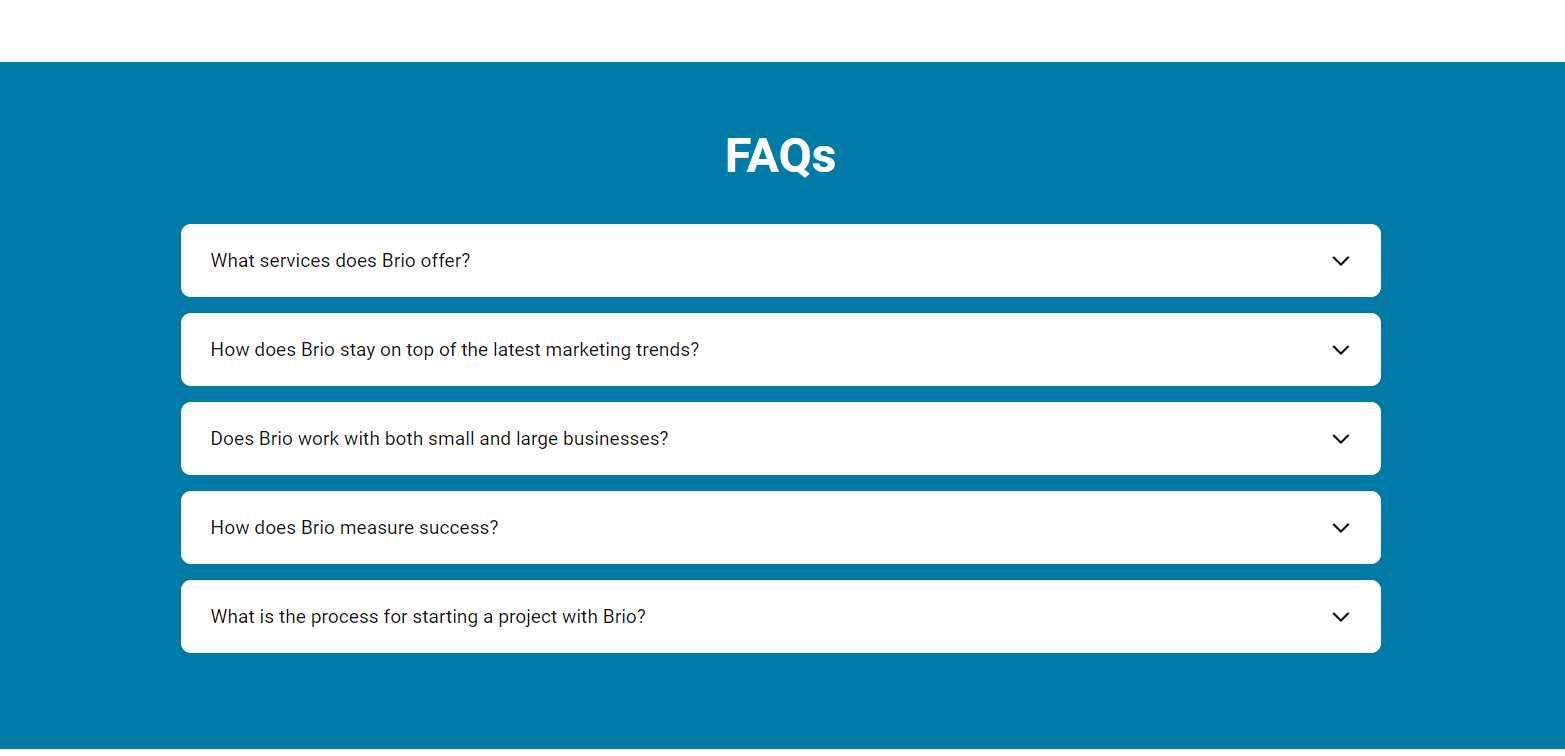 FAQs
What services does Brio offer?
How does Brio stay on top of the latest marketing trends?
Does Brio work with both small and large businesses?
How does Brio measure success?
What is the process for starting a project with Brio?